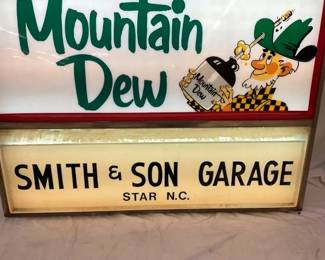 Mountain
Dew
Mountain
Dew
SMITH & SON GARAGE
STAR N.C.